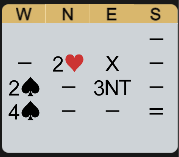 W N E S
–
– 2♥ X –
2♠ – 3NT –
4♠ – – =